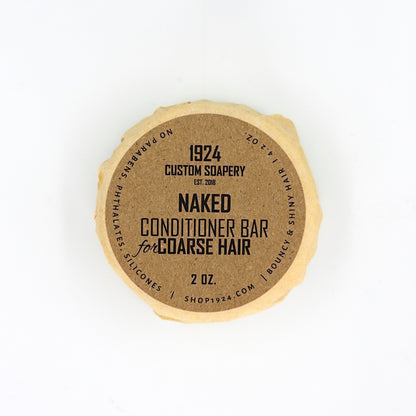 1924
CUSTOM SOAPERY
EST. 2018
NAKED
CONDITIONER BAR
for COARSE HAIR
2 OZ.
NO PARABENS, PHTHALATES, SILICONES | SHOP1924.COM | BOUNCY & SHINY HAIR | 4.2 OZ.